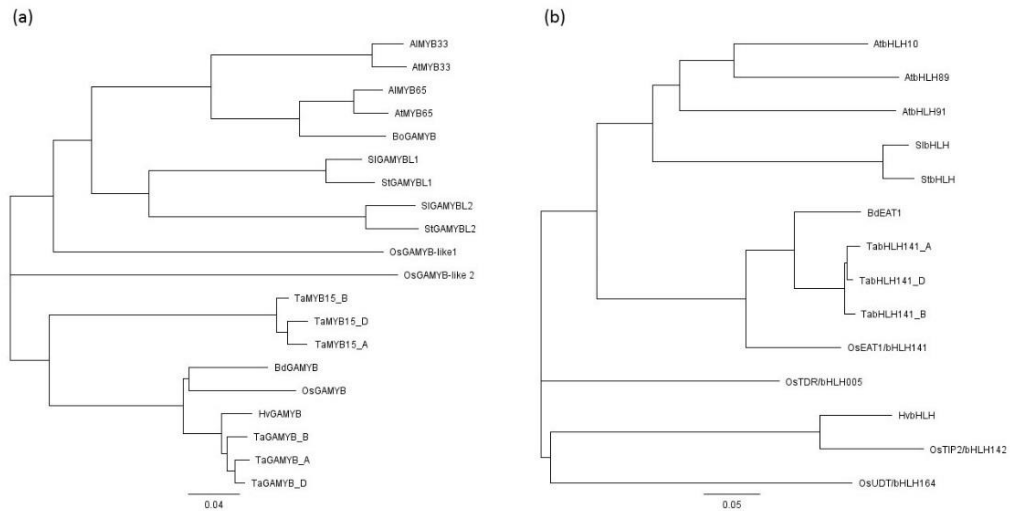 (a)
AlMYB33
AtMYB33
AlMYB65
AtMYB65
BoGAMYB
SlGAMYBL1
StGAMYBL1
SlGAMYBL2
StGAMYBL2
OsGAMYB-like1
OsGAMYB-like 2
TaMYB15_B
TaMYB15_D
TaMYB15_A
BdGAMYB
OsGAMYB
HvGAMYB
TaGAMYB_B
TaGAMYB_A
TaGAMYB_D
0.04
(b)
AtbHLH10
AtbHLH89
AtbHLH91
SlbHLH
StbHLH
BdEAT1
TabHLH141_A
TabHLH141_D
TabHLH141_B
OsEAT1/bHLH141
OsTDR/bHLH005
HvbHLH
OsTIP2/bHLH142
OsUDT/bHLH164
0.05